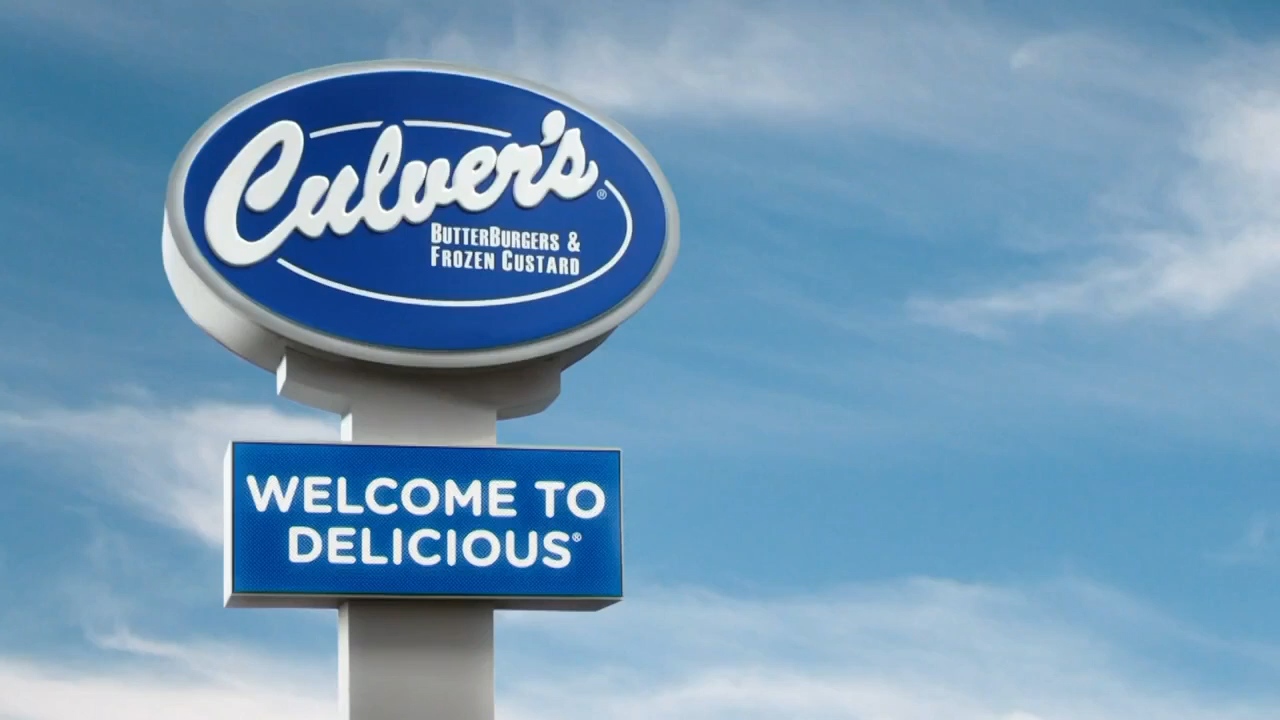 Culver's®
ButterBurgers &
Frozen Custard
WELCOME TO
DELICIOUS®